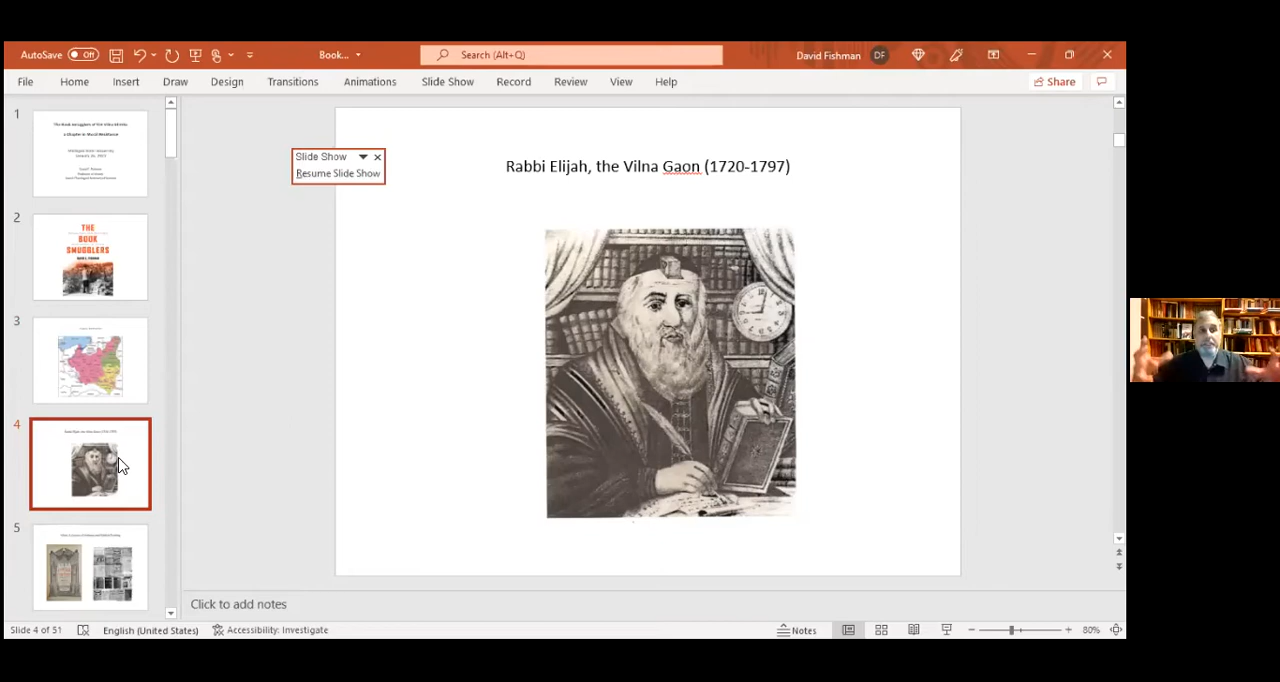 AutoSave Off Book... Search (Alt+Q) David Fishman DF
File Home Insert Draw Design Transitions Animations Slide Show Record Review View Help Share
1
2
THE
BOOK
SMUGGLERS
3
4
5
Slide Show
Resume Slide Show
Rabbi Elijah, the Vilna Gaon (1720-1797)
Click to add notes
Slide 4 of 51 English (United States) Accessibility: Investigate Notes 80%